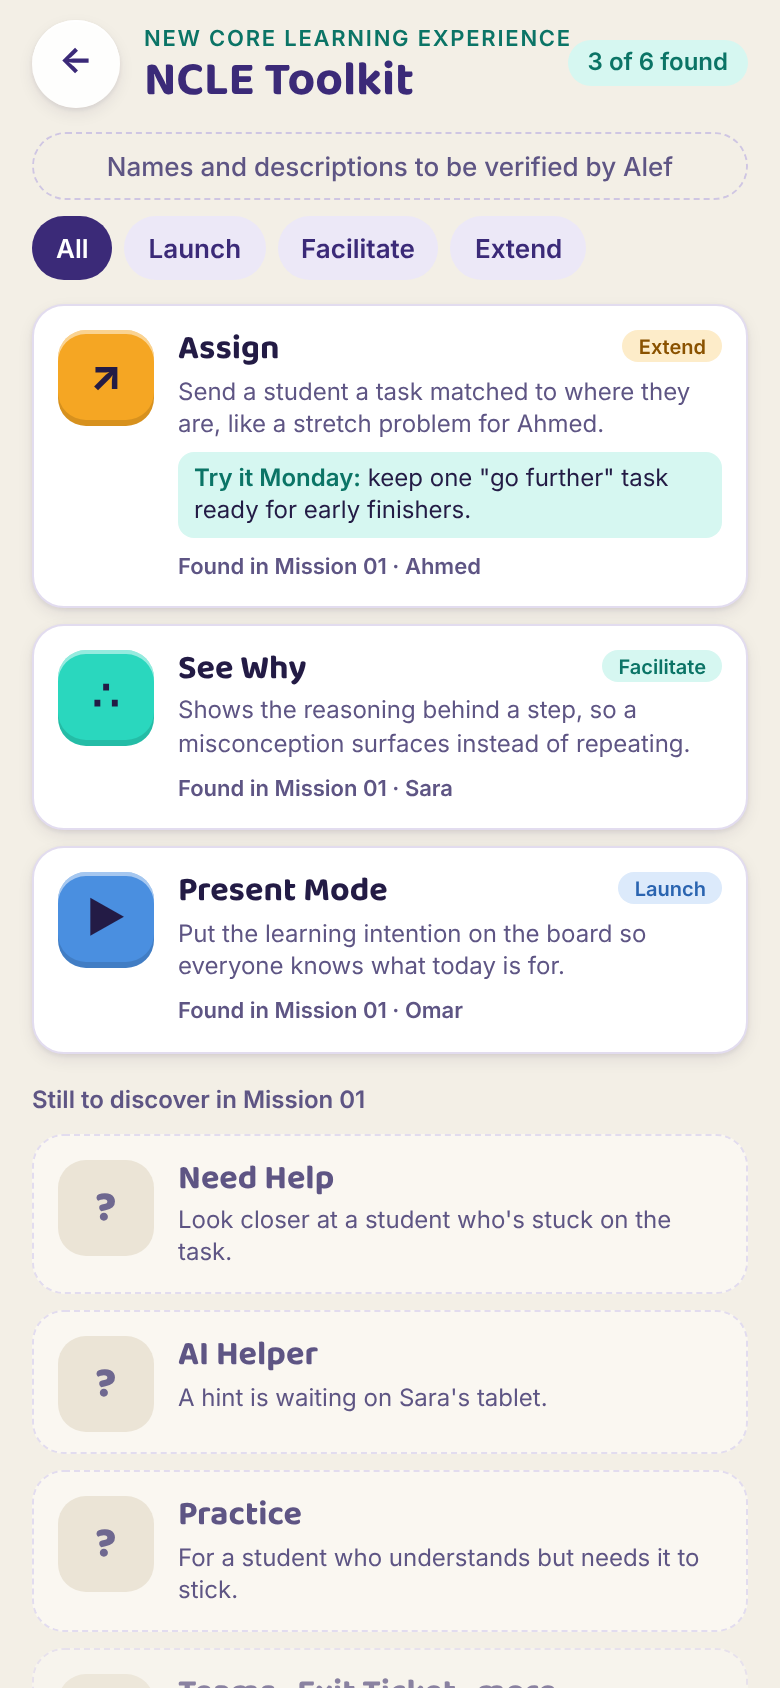 NEW CORE LEARNING EXPERIENCE
NCLE Toolkit
3 of 6 found
Names and descriptions to be verified by Alef
All
Launch
Facilitate
Extend
Assign
Extend
Send a student a task matched to where they
are, like a stretch problem for Ahmed.
Try it Monday: keep one "go further" task
ready for early finishers.
Found in Mission 01 · Ahmed
See Why
Facilitate
Shows the reasoning behind a step, so a
misconception surfaces instead of repeating.
Found in Mission 01 · Sara
Present Mode
Launch
Put the learning intention on the board so
everyone knows what today is for.
Found in Mission 01 · Omar
Still to discover in Mission 01
?
Need Help
Look closer at a student who's stuck on the
task.
?
AI Helper
A hint is waiting on Sara's tablet.
?
Practice
For a student who understands but needs it to
stick.
Teams · Exit Ticket · more